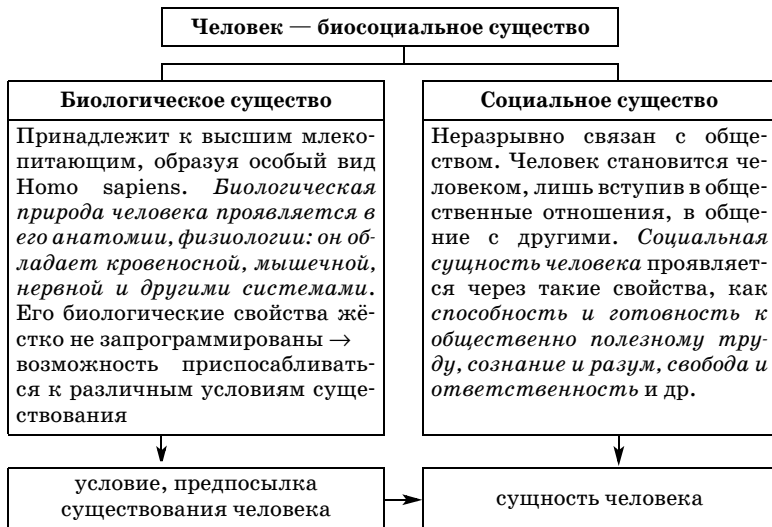 Человек — биосоциальное существо
Биологическое существо
Принадлежит к высшим млеко-
питающим, образуя особый вид
Homo sapiens. Биологическая
природа человека проявляется в
его анатомии, физиологии: он об-
ладает кровеносной, мышечной,
нервной и другими системами.
Его биологические свойства жё-
стко не запрограммированы →
возможность приспосабливать-
ся к различным условиям суще-
ствования
Социальное существо
Неразрывно связан с обще-
ством. Человек становится че-
ловеком, лишь вступив в обще-
ственные отношения, в обще-
ние с другими. Социальная
сущность человека проявляет-
ся через такие свойства, как
способность и готовность к
общественно полезному тру-
ду, сознание и разум, свобода и
ответственность и др.
условие, предпосылка
существования человека
сущность человека